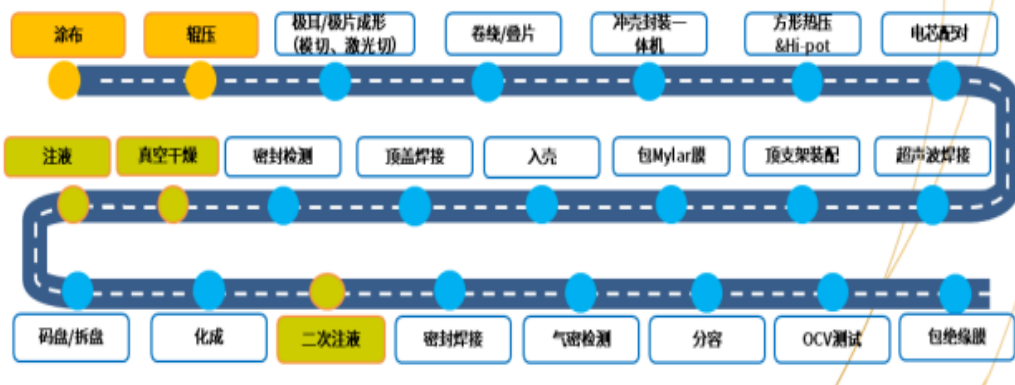 涂布
辊压
极耳/极片成形
（模切、激光切）
卷绕/叠片
冲壳封装一
体机
方形热压
&Hi-pot
电芯配对
注液
真空干燥
密封检测
顶盖焊接
入壳
包Mylar膜
顶支架装配
超声波焊接
码盘/拆盘
化成
二次注液
密封焊接
气密检测
分容
OCV测试
包绝缘膜